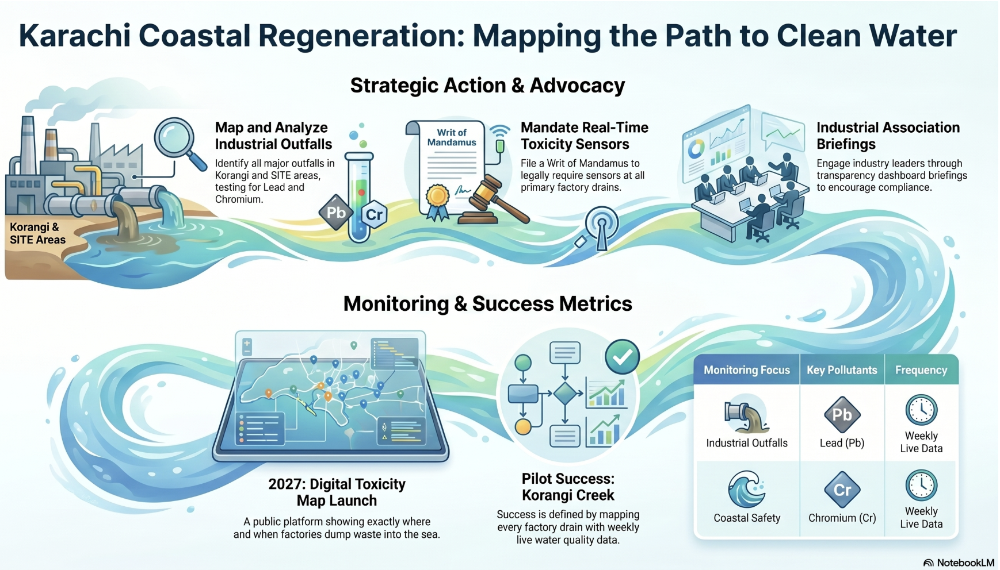 Karachi Coastal Regeneration: Mapping the Path to Clean Water
Strategic Action & Advocacy
Korangi &
SITE Areas
Map and Analyze
Industrial Outfalls
Identify all major outfalls in
Korangi and SITE areas,
testing for Lead and
Chromium.
Pb
Cr
Writ of
Mandamus
Mandate Real-Time
Toxicity Sensors
File a Writ of Mandamus to
legally require sensors at all
primary factory drains.
Industrial Association
Briefings
Engage industry leaders through
transparency dashboard briefings
to encourage compliance.
Monitoring & Success Metrics
2027: Digital Toxicity
Map Launch
A public platform showing exactly where
and when factories dump waste into the sea.
Pilot Success:
Korangi Creek
Success is defined by mapping
every factory drain with weekly
live water quality data.
Monitoring Focus
Key Pollutants
Frequency
Industrial Outfalls
Pb
Lead (Pb)
Weekly
Live Data
Coastal Safety
Cr
Chromium (Cr)
Weekly
Live Data
NotebookLM